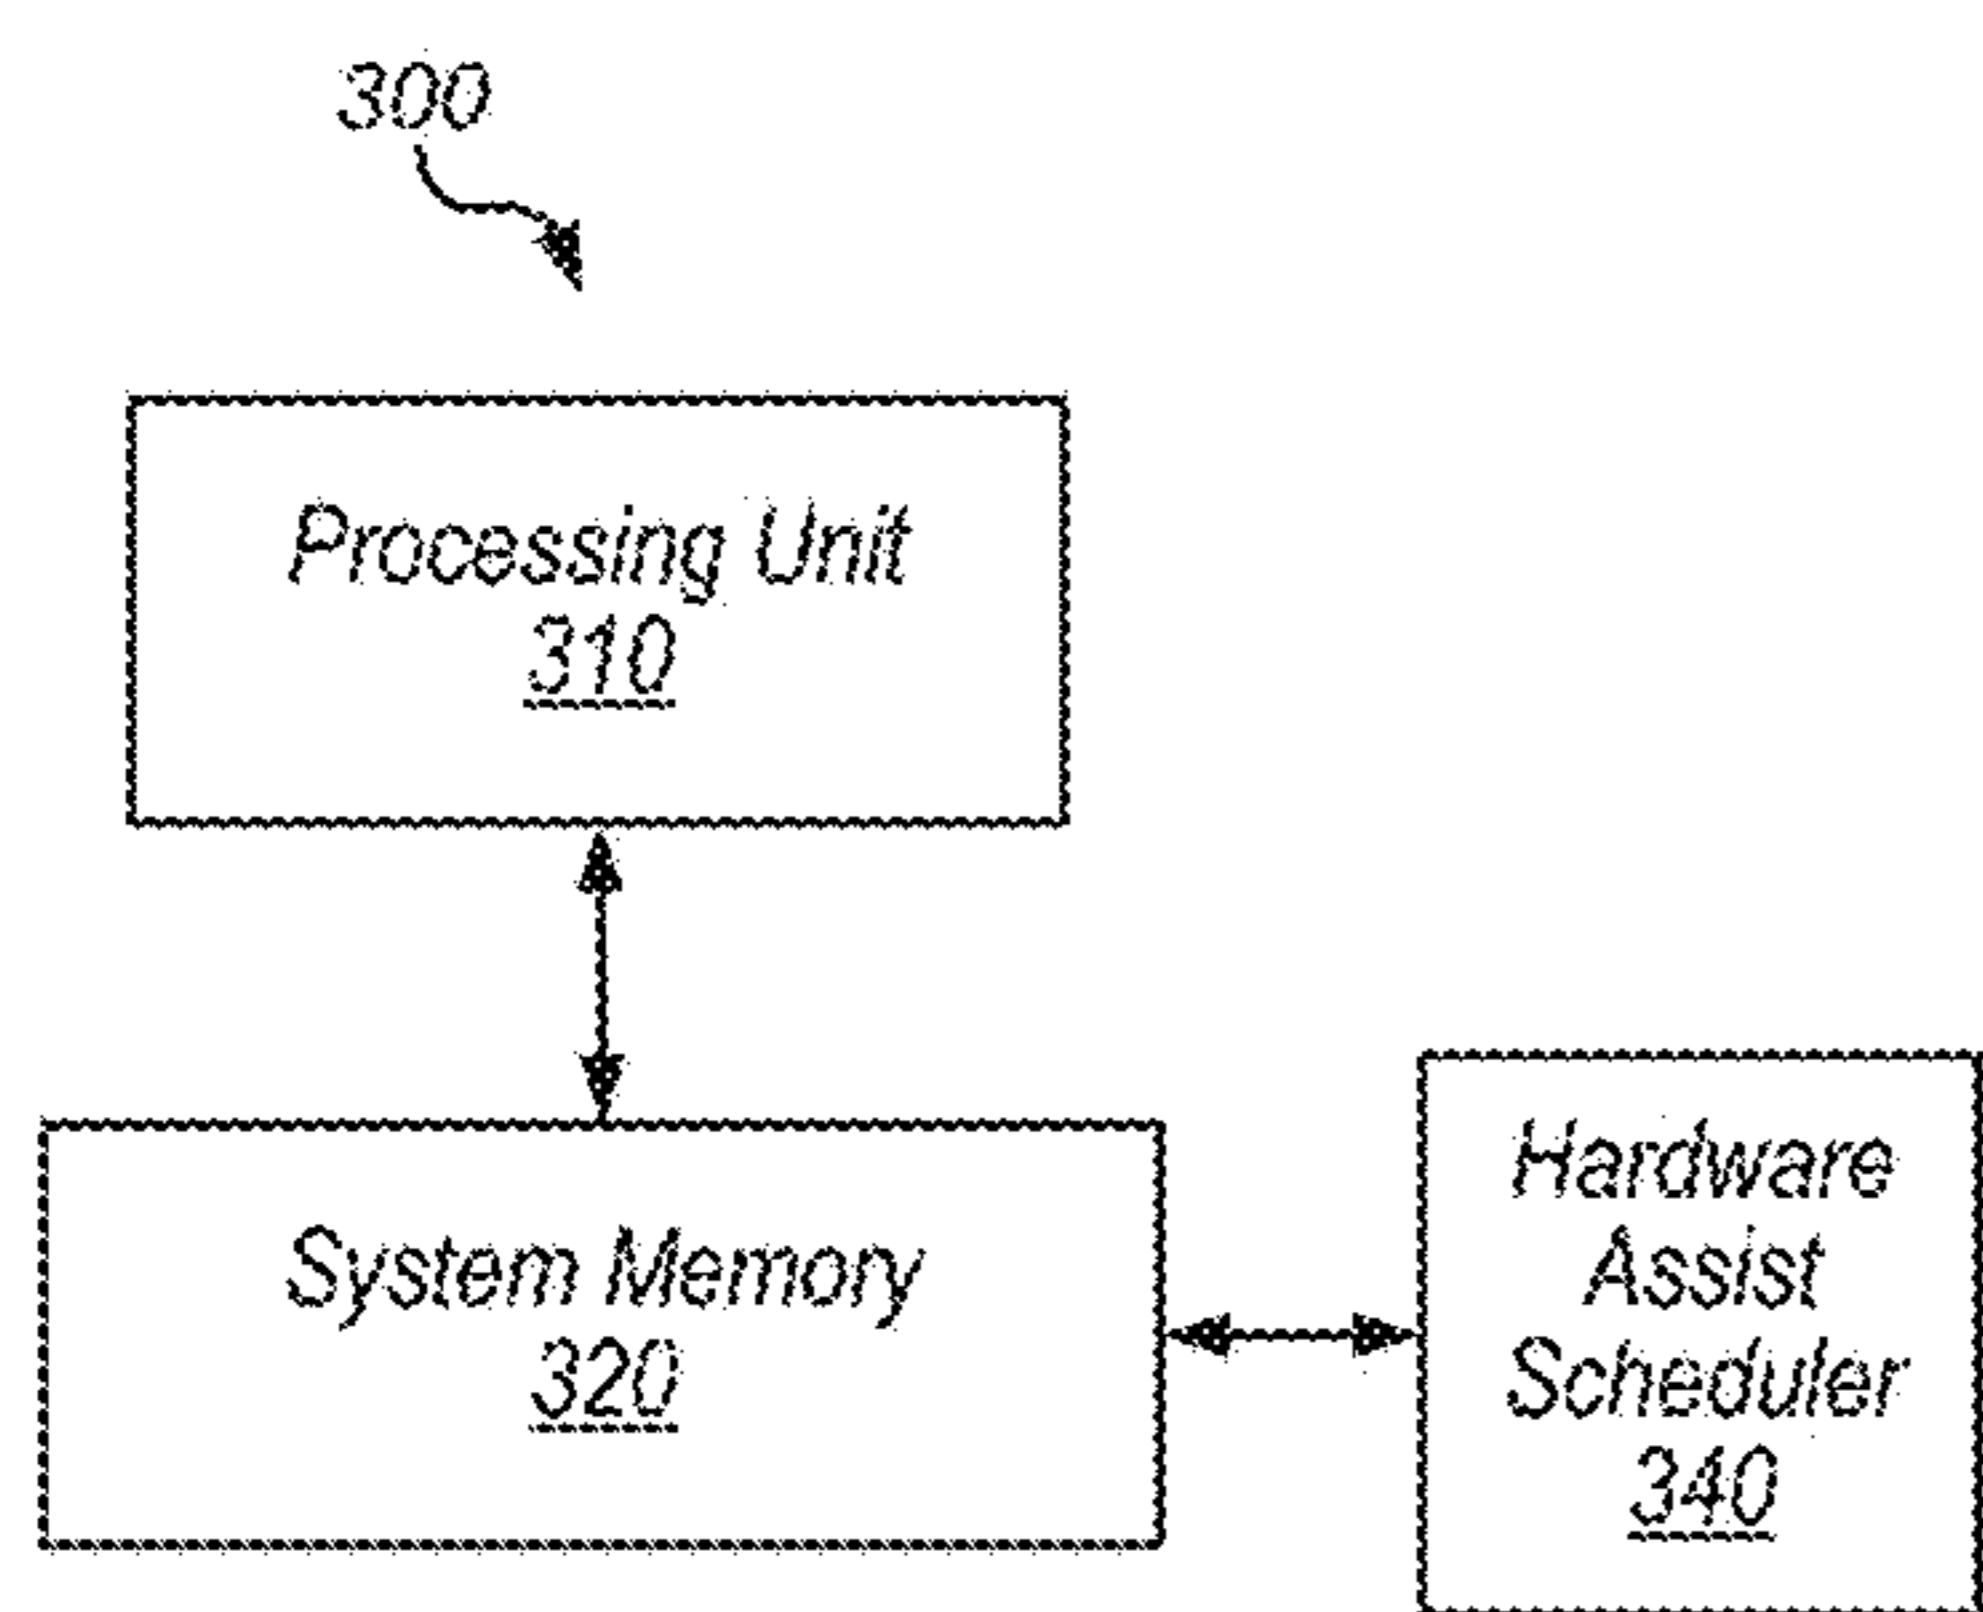 300
Processing Unit
310
System Memory
320
Hardware
Assist
Scheduler
340